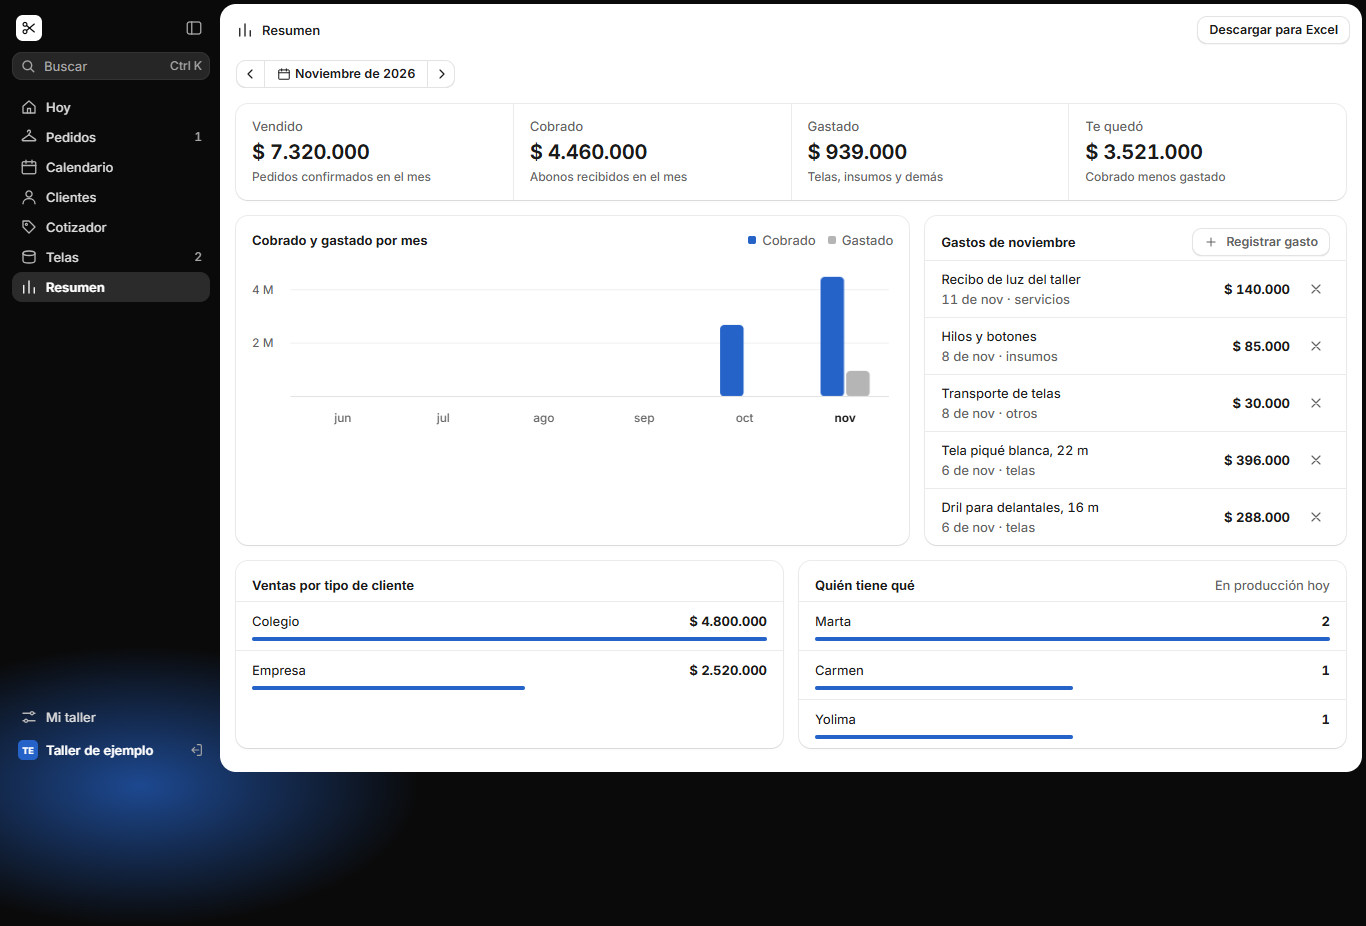 Resumen
Descargar para Excel
Buscar
Ctrl K
Noviembre de 2026
Hoy
Pedidos
1
Calendario
Clientes
Cotizador
Telas
2
Resumen
Mi taller
TE
Taller de ejemplo
Vendido
$ 7.320.000
Pedidos confirmados en el mes
Cobrado
$ 4.460.000
Abonos recibidos en el mes
Gastado
$ 939.000
Telas, insumos y demás
Te quedó
$ 3.521.000
Cobrado menos gastado
Cobrado y gastado por mes
Cobrado
Gastado
4 M
2 M
jun
jul
ago
sep
oct
nov
Gastos de noviembre
Registrar gasto
Recibo de luz del taller
$ 140.000
11 de nov · servicios
Hilos y botones
$ 85.000
8 de nov · insumos
Transporte de telas
$ 30.000
8 de nov · otros
Tela piqué blanca, 22 m
$ 396.000
6 de nov · telas
Dril para delantales, 16 m
$ 288.000
6 de nov · telas
Ventas por tipo de cliente
Colegio
$ 4.800.000
Empresa
$ 2.520.000
Quién tiene qué
En producción hoy
Marta
2
Carmen
1
Yolima
1